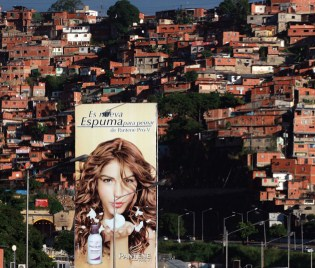 Es nueva
Espuma para peinar
de Pantene Pro-V
PANTENE